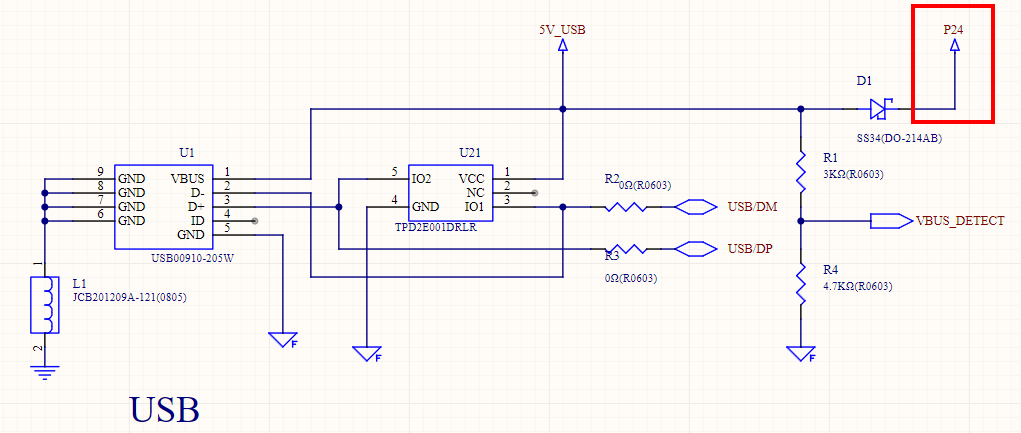 5V_USB
P24
D1
SS34(DO-214AB)
U1
9 GND VBUS 1
8 GND D- 2
7 GND D+ 3
6 GND ID 4
GND 5
USB00910-205W
U21
5 IO2 VCC 1
NC 2
4 GND IO1 3
TPD2E001DRLR
R2
0Ω(R0603)
USB/DM
R3
0Ω(R0603)
USB/DP
R1
3KΩ(R0603)
VBUS_DETECT
R4
4.7KΩ(R0603)
1
L1
JCB201209A-121(0805)
2
F
F
F
USB